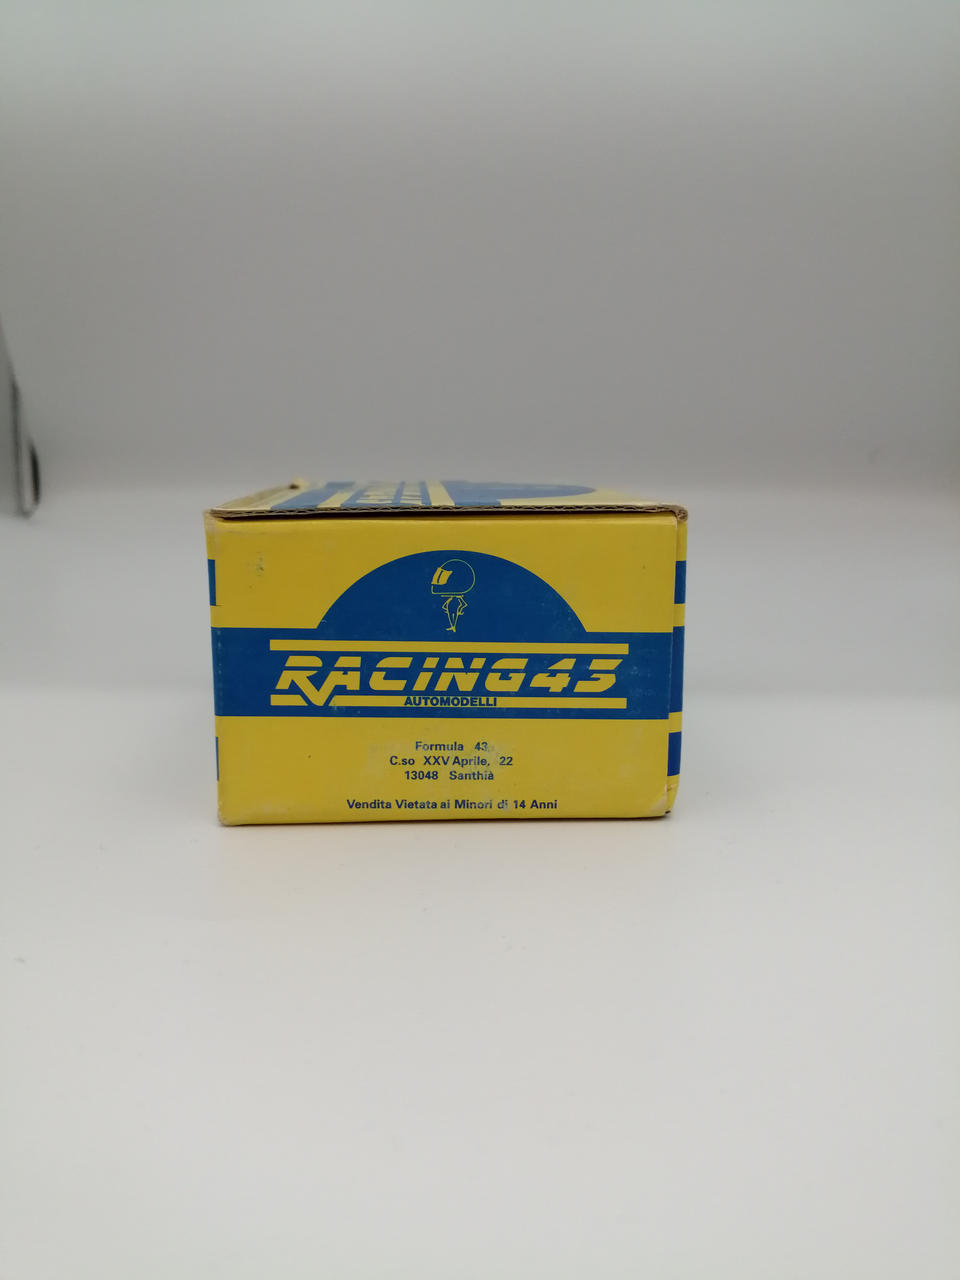 RACING43
AUTOMODELLI
Formula 43
C.so XXV Aprile, 22
13048 Santhià
Vendita Vietata ai Minori di 14 Anni